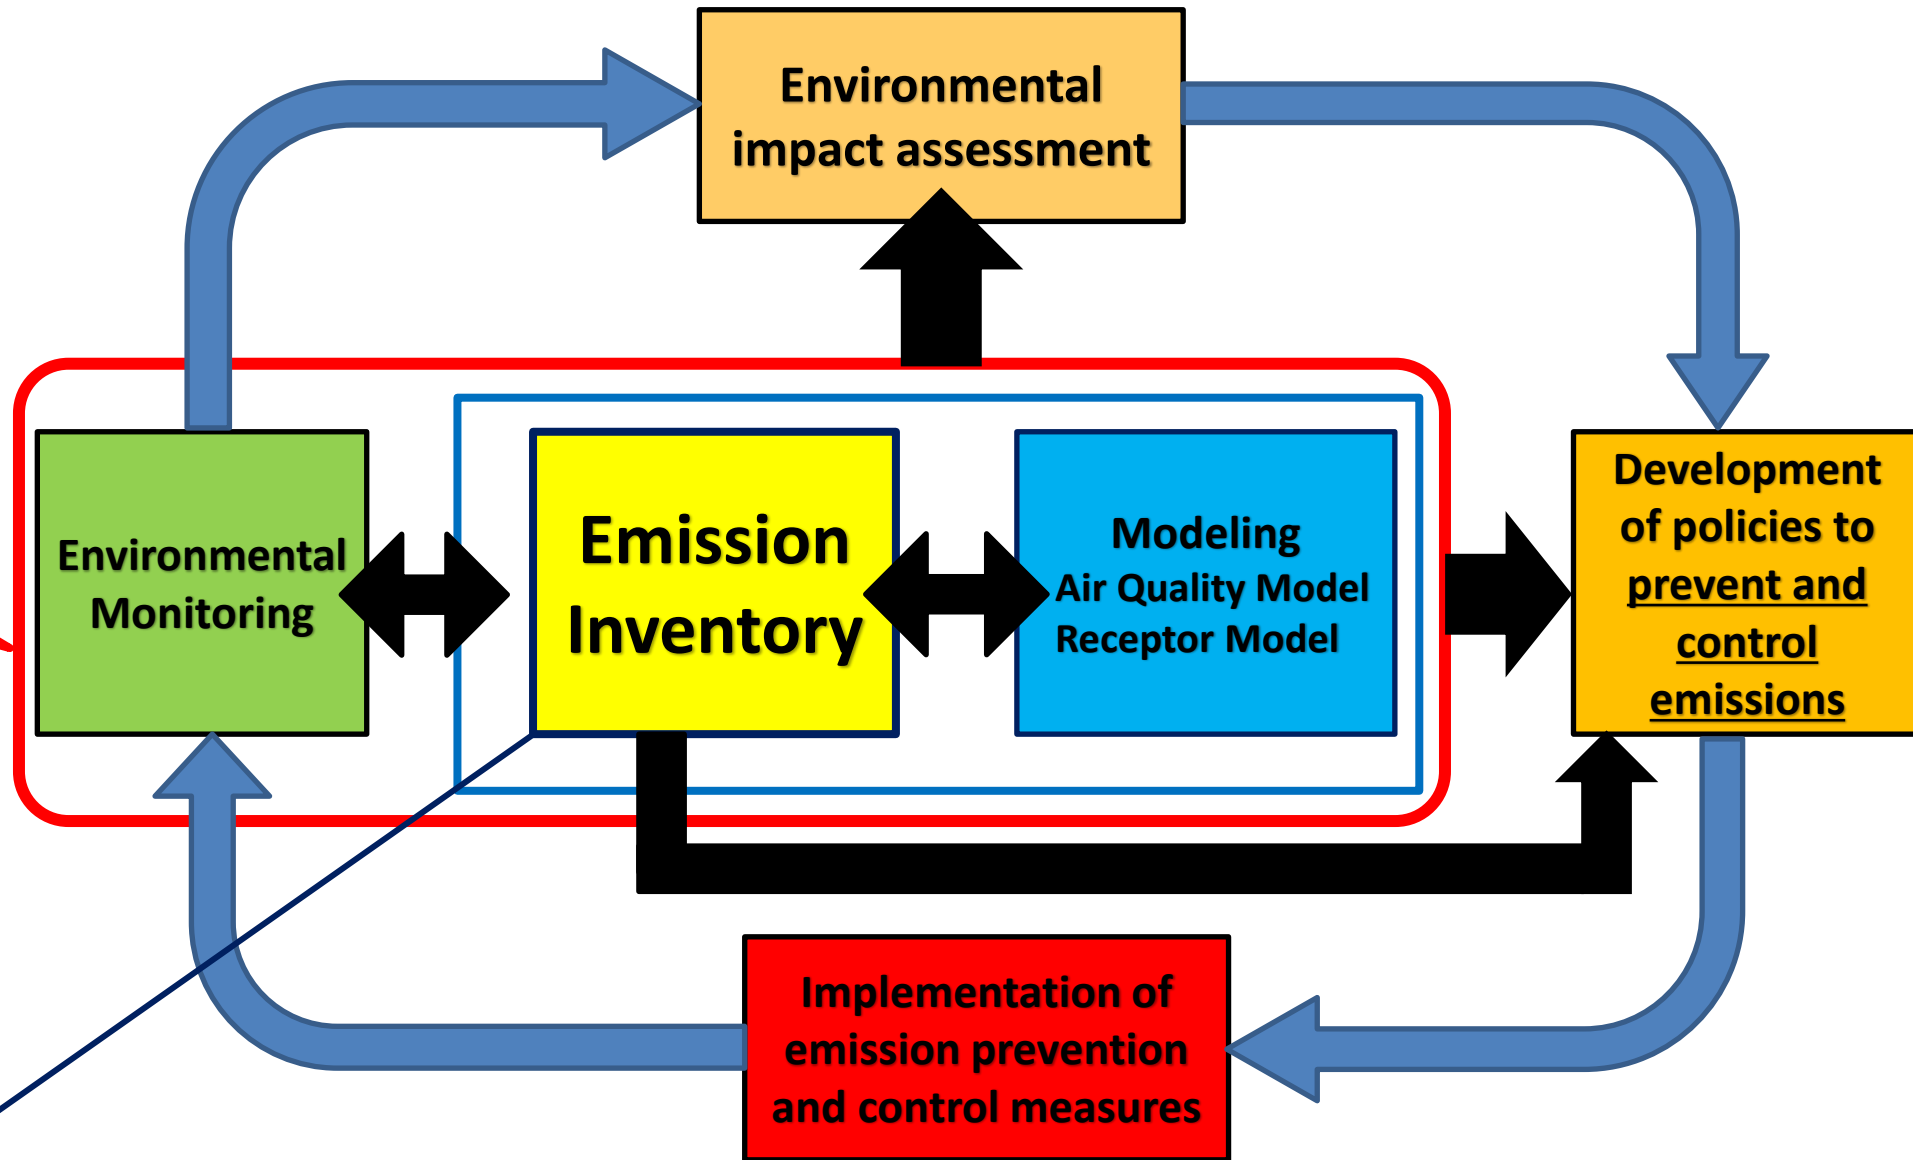 Environmental
impact assessment
Environmental
Monitoring
Emission
Inventory
Modeling
Air Quality Model
Receptor Model
Development
of policies to
prevent and
control
emissions
Implementation of
emission prevention
and control measures